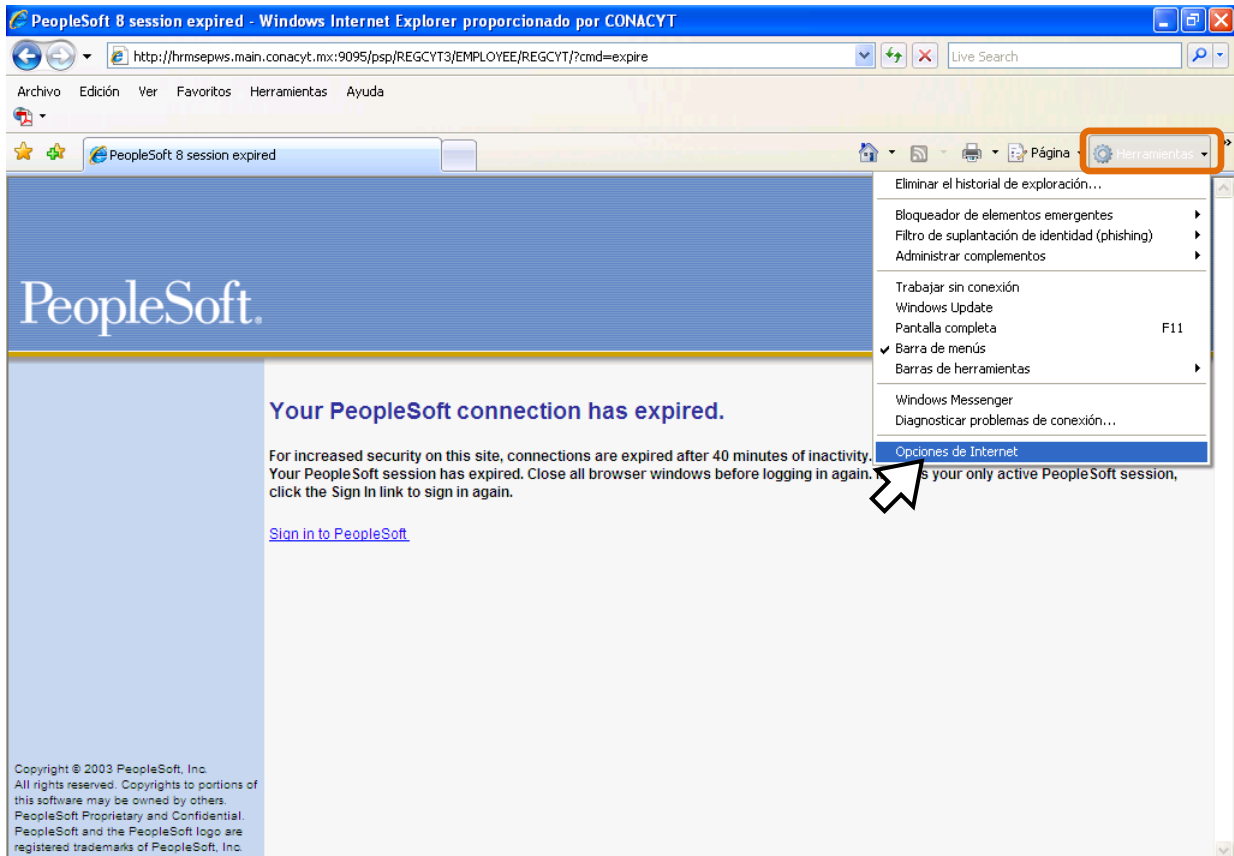 PeopleSoft 8 session expired - Windows Internet Explorer proporcionado por CONACYT
http://hrmsepws.main.conacyt.mx:9095/psp/REGCYT3/EMPLOYEE/REGCYT/?cmd=expire
Live Search
Archivo Edición Ver Favoritos Herramientas Ayuda
PeopleSoft 8 session expired
Página
Herramientas
Eliminar el historial de exploración...
Bloqueador de elementos emergentes
Filtro de suplantación de identidad (phishing)
Administrar complementos
Trabajar sin conexión
Windows Update
Pantalla completa F11
Barra de menús
Barras de herramientas
Windows Messenger
Diagnosticar problemas de conexión...
Opciones de Internet
PeopleSoft.
Your PeopleSoft connection has expired.
For increased security on this site, connections are expired after 40 minutes of inactivity.
Your PeopleSoft session has expired. Close all browser windows before logging in again. s your only active PeopleSoft session,
click the Sign In link to sign in again.
Sign in to PeopleSoft
Copyright © 2003 PeopleSoft, Inc.
All rights reserved. Copyrights to portions of
this software may be owned by others.
PeopleSoft Proprietary and Confidential.
PeopleSoft and the PeopleSoft logo are
registered trademarks of PeopleSoft, Inc.